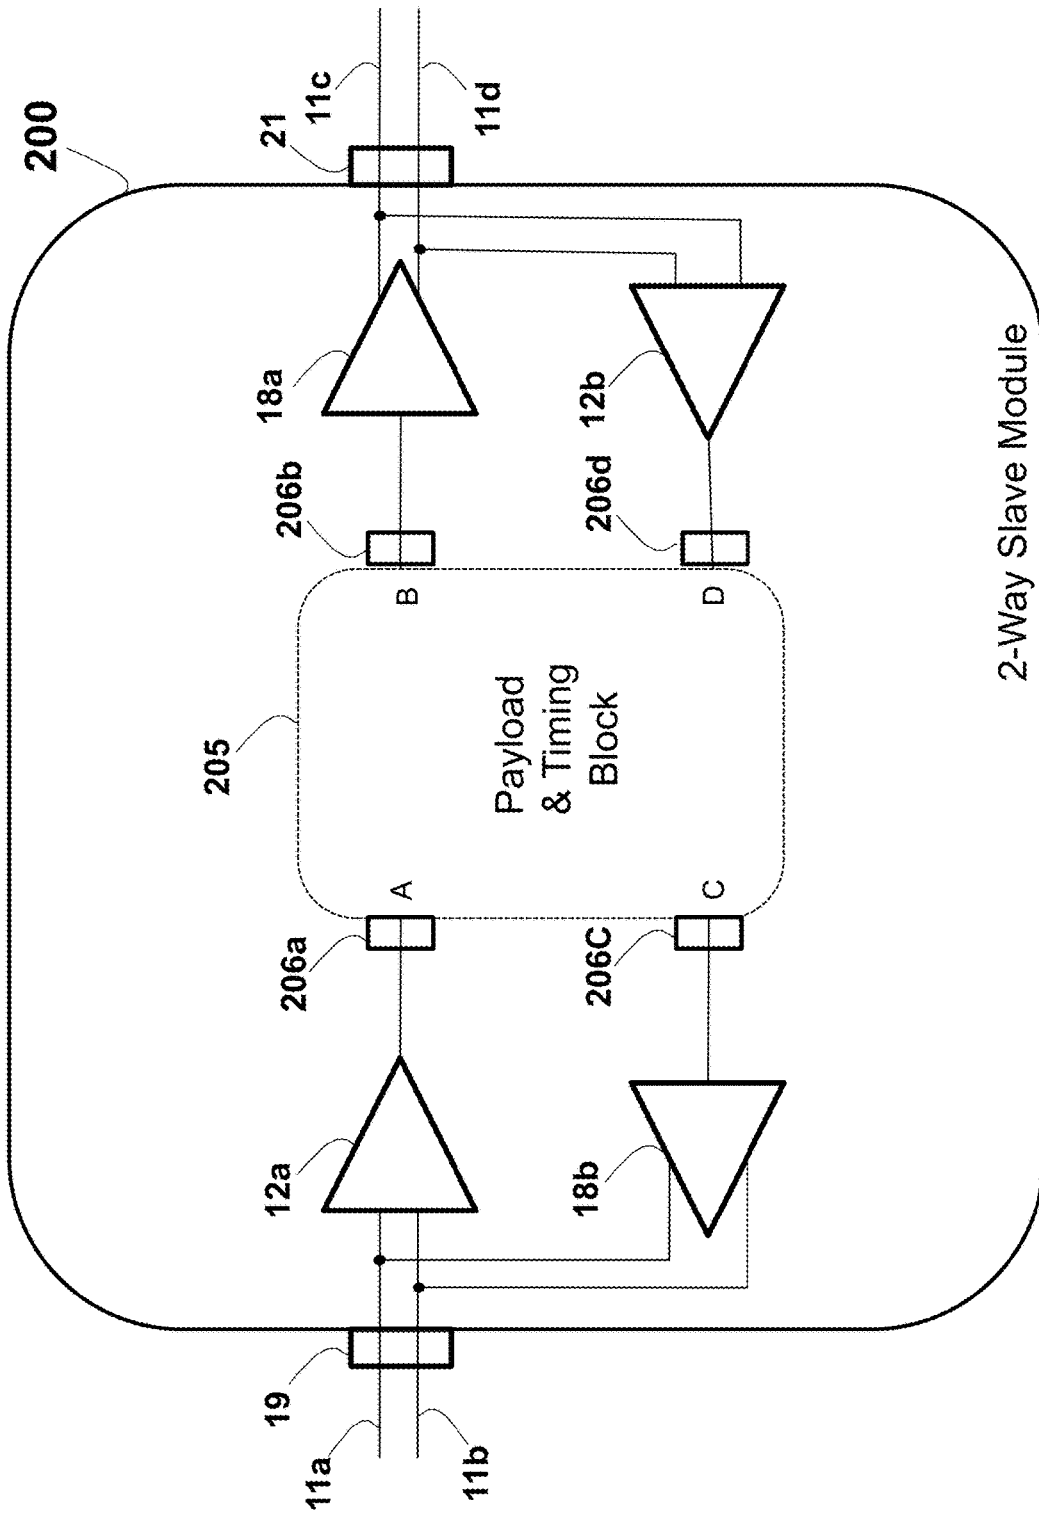 200
11a
11b
19
12a
206a
A
205
B
206b
18a
21
11c
11d
Payload
& Timing
Block
18b
206C
C
D
206d
12b
2-Way Slave Module